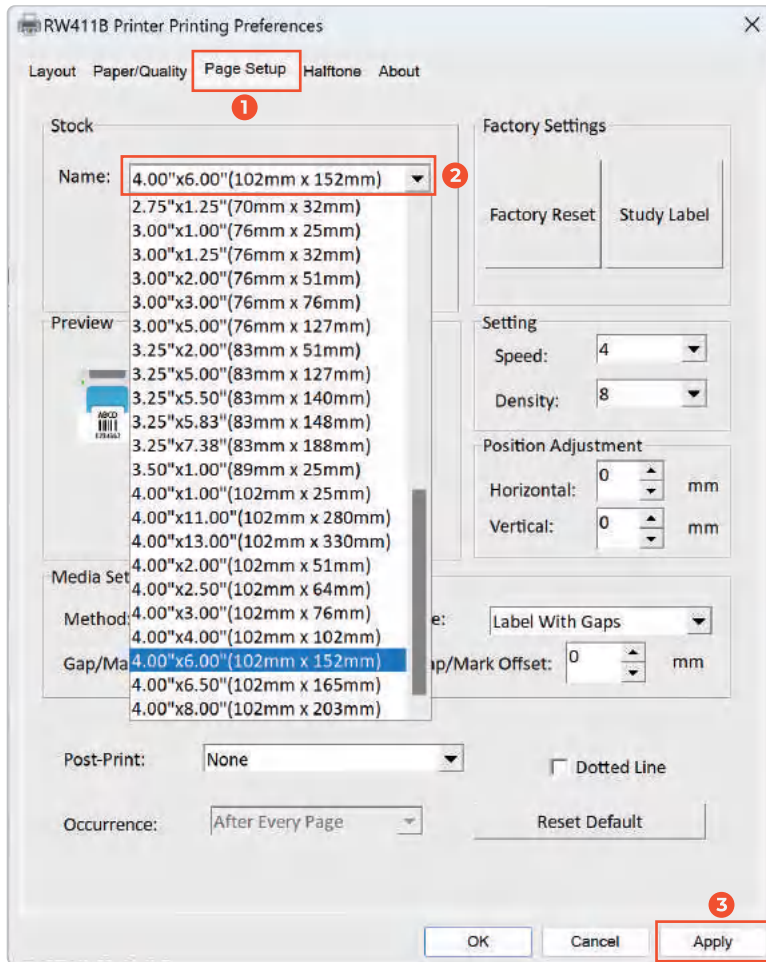 RW411B Printer Printing Preferences
Layout Paper/Quality Page Setup Halftone About
1
Stock
Name: 4.00"x6.00"(102mm x 152mm) 2
2.75"x1.25"(70mm x 32mm)
3.00"x1.00"(76mm x 25mm)
3.00"x1.25"(76mm x 32mm)
3.00"x2.00"(76mm x 51mm)
3.00"x3.00"(76mm x 76mm)
3.00"x5.00"(76mm x 127mm)
3.25"x2.00"(83mm x 51mm)
3.25"x5.00"(83mm x 127mm)
3.25"x5.50"(83mm x 140mm)
3.25"x5.83"(83mm x 148mm)
3.25"x7.38"(83mm x 188mm)
3.50"x1.00"(89mm x 25mm)
4.00"x1.00"(102mm x 25mm)
4.00"x11.00"(102mm x 280mm)
4.00"x13.00"(102mm x 330mm)
4.00"x2.00"(102mm x 51mm)
4.00"x2.50"(102mm x 64mm)
4.00"x3.00"(102mm x 76mm)
4.00"x4.00"(102mm x 102mm)
4.00"x6.00"(102mm x 152mm)
4.00"x6.50"(102mm x 165mm)
4.00"x8.00"(102mm x 203mm)
Factory Settings
Factory Reset Study Label
Preview
ABCD
Setting
Speed: 4
Density: 8
Position Adjustment
Horizontal: 0 mm
Vertical: 0 mm
Media Set
Method: e: Label With Gaps
Gap/Ma ap/Mark Offset: 0 mm
Post-Print: None Dotted Line
Occurrence: After Every Page Reset Default
3
OK Cancel Apply